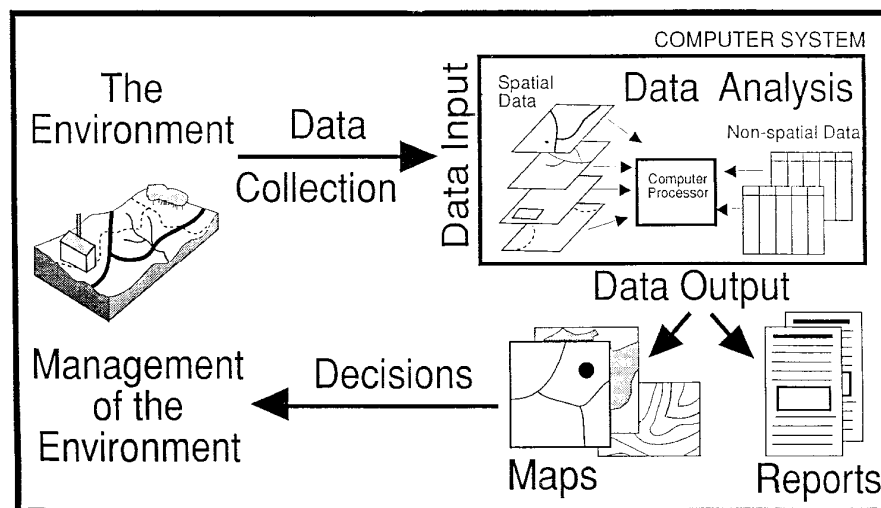 COMPUTER SYSTEM
The
Environment
Data
Collection
Data Input
Spatial
Data
Data Analysis
Non-spatial Data
Computer
Processor
Data Output
Management
of the
Environment
Decisions
Maps
Reports